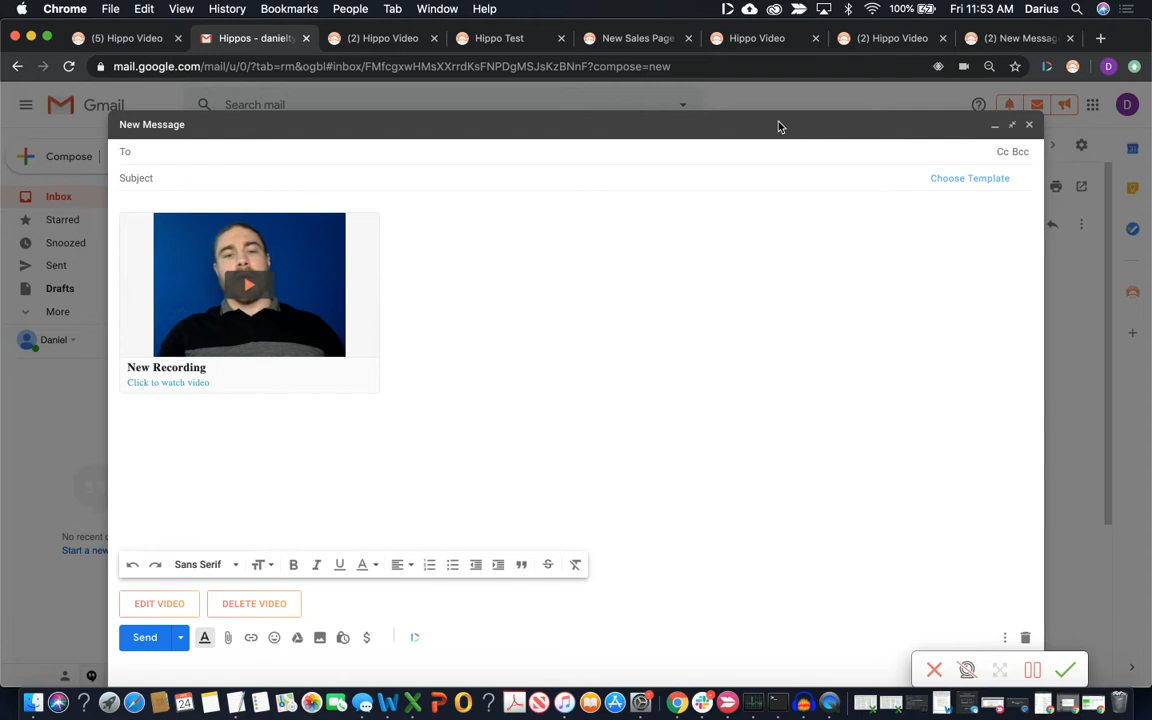 Chrome File Edit View History Bookmarks People Tab Window Help 100% Fri 11:53 AM Darius
(5) Hippo Video Hippos - danielty (2) Hippo Video Hippo Test New Sales Page Hippo Video (2) Hippo Video (2) New Messag
mail.google.com/mail/u/0/?tab=rm&ogbl#inbox/FMfcgxwHMsXXrrdKsFNPDgMSJsKzBNnF?compose=new D
Gmail Search mail D
New Message
Compose
To Cc Bcc
Subject Choose Template
Inbox
Starred
Snoozed
Sent
Drafts
More
Daniel
New Recording
Click to watch video
No recent c
Start a new
Sans Serif
EDIT VIDEO DELETE VIDEO
Send